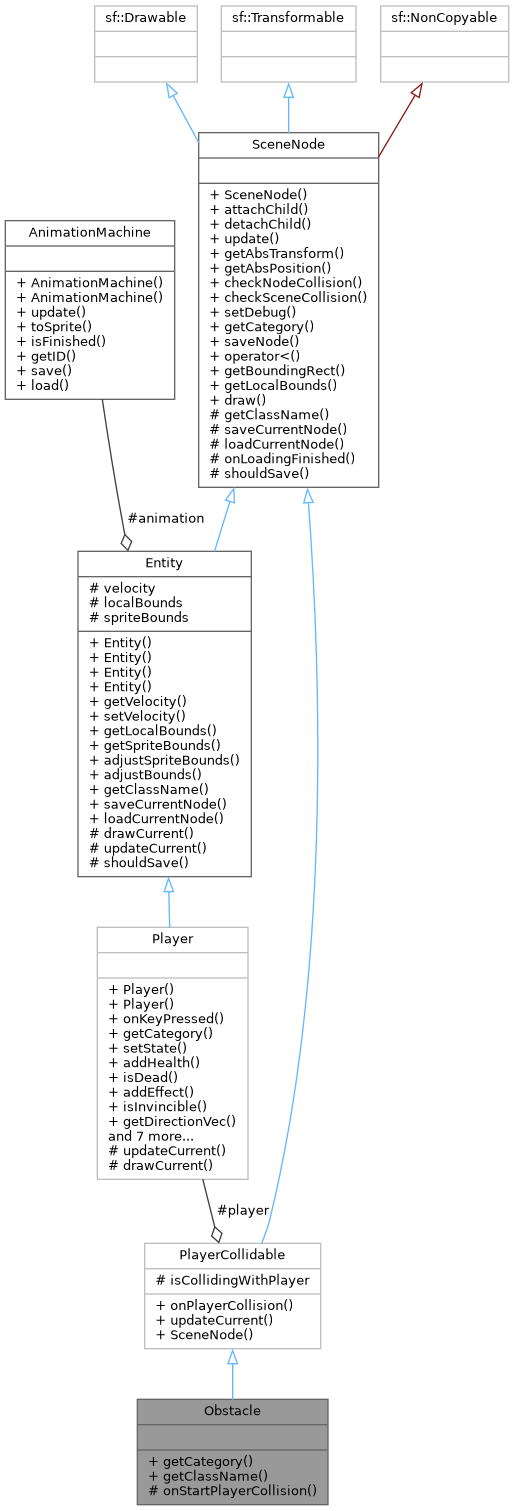 sf::Drawable
sf::Transformable
sf::NonCopyable
SceneNode
+ SceneNode()
+ attachChild()
+ detachChild()
+ update()
+ getAbsTransform()
+ getAbsPosition()
+ checkNodeCollision()
+ checkSceneCollision()
+ setDebug()
+ getCategory()
+ saveNode()
+ operator<()
+ getBoundingRect()
+ getLocalBounds()
+ draw()
# getClassName()
# saveCurrentNode()
# loadCurrentNode()
# onLoadingFinished()
# shouldSave()
AnimationMachine
+ AnimationMachine()
+ AnimationMachine()
+ update()
+ toSprite()
+ isFinished()
+ getID()
+ save()
+ load()
#animation
Entity
# velocity
# localBounds
# spriteBounds
+ Entity()
+ Entity()
+ Entity()
+ Entity()
+ getVelocity()
+ setVelocity()
+ getLocalBounds()
+ getSpriteBounds()
+ adjustSpriteBounds()
+ adjustBounds()
+ getClassName()
+ saveCurrentNode()
+ loadCurrentNode()
# drawCurrent()
# updateCurrent()
# shouldSave()
Player
+ Player()
+ Player()
+ onKeyPressed()
+ getCategory()
+ setState()
+ addHealth()
+ isDead()
+ addEffect()
+ isInvincible()
+ getDirectionVec()
and 7 more...
# updateCurrent()
# drawCurrent()
#player
PlayerCollidable
# isCollidingWithPlayer
+ onPlayerCollision()
+ updateCurrent()
+ SceneNode()
Obstacle
+ getCategory()
+ getClassName()
# onStartPlayerCollision()